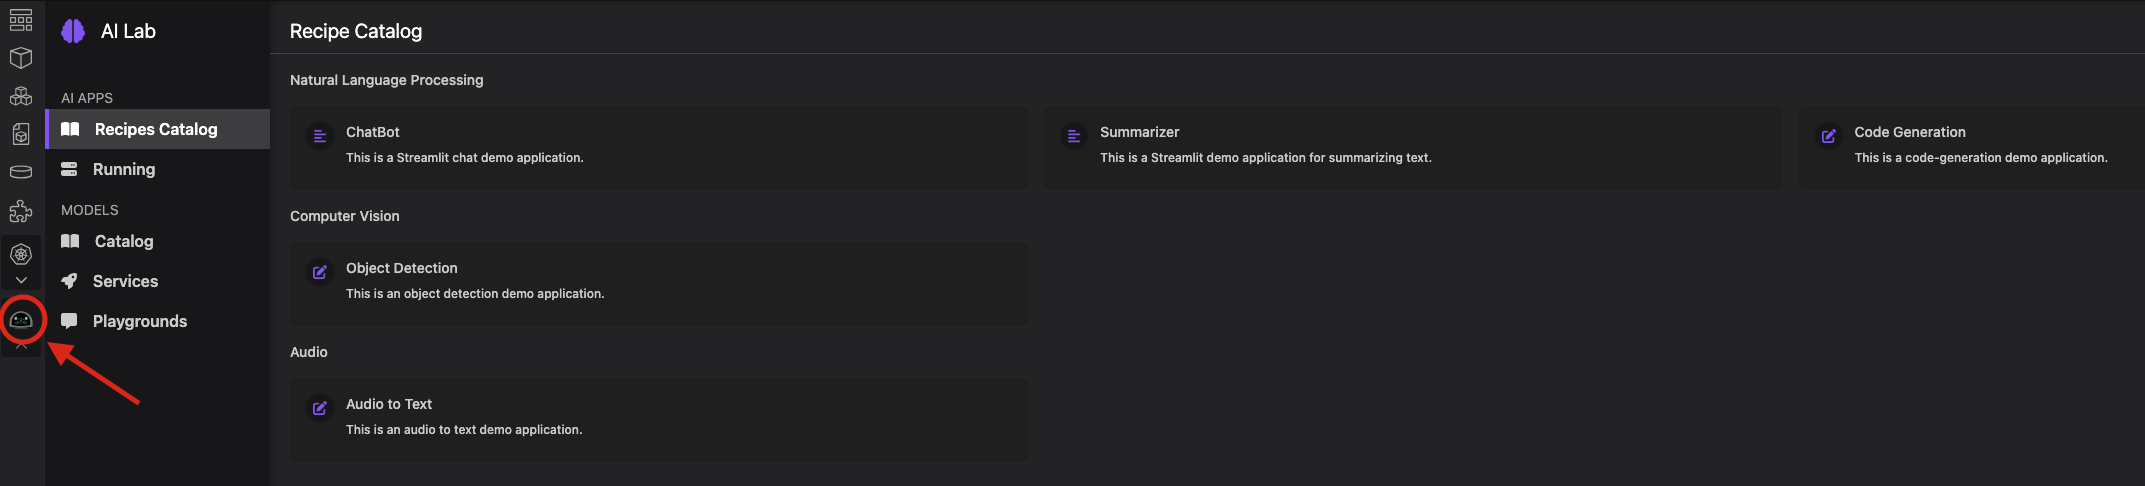 AI Lab
AI APPS
Recipes Catalog
Running
MODELS
Catalog
Services
Playgrounds
Recipe Catalog
Natural Language Processing
ChatBot
This is a Streamlit chat demo application.
Summarizer
This is a Streamlit demo application for summarizing text.
Code Generation
This is a code-generation demo application.
Computer Vision
Object Detection
This is an object detection demo application.
Audio
Audio to Text
This is an audio to text demo application.